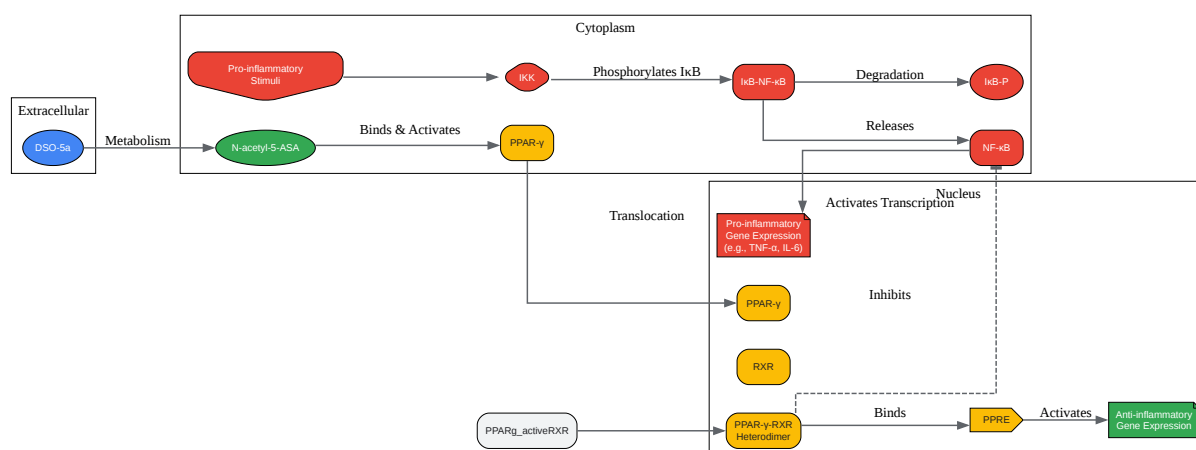 Cytoplasm
Pro-inflammatory
Stimuli
IKK
Phosphorylates IκB
IκB-NF-κB
Degradation
IκB-P
Extracellular
DSO-5a
Metabolism
N-acetyl-5-ASA
Binds & Activates
PPAR-γ
Releases
NF-κB
Nucleus
Activates Transcription
Translocation
Pro-inflammatory
Gene Expression
(e.g., TNF-α, IL-6)
PPAR-γ
Inhibits
RXR
PPARg_activeRXR
PPAR-γ-RXR
Heterodimer
Binds
PPRE
Activates
Anti-inflammatory
Gene Expression